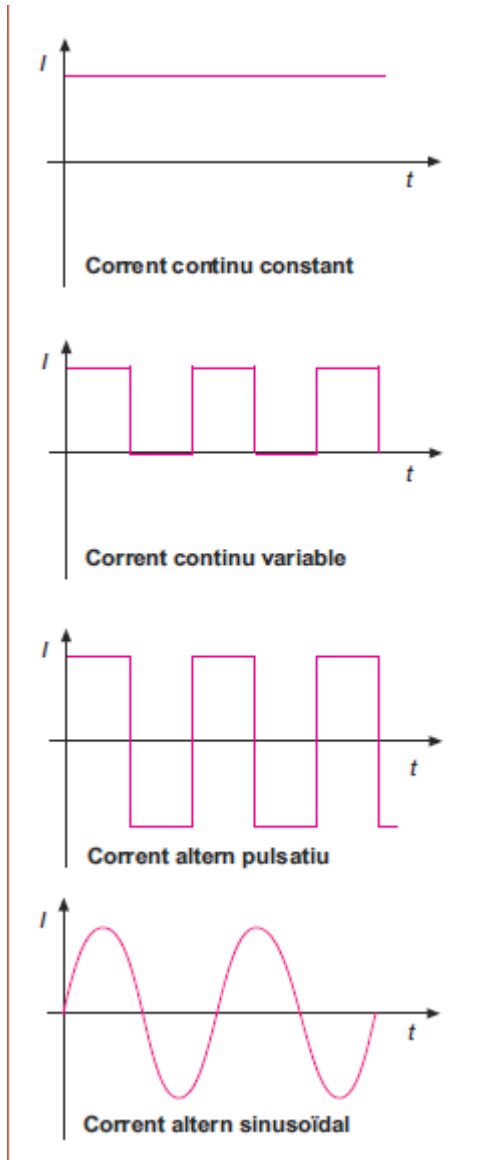 I
t
Corrent continu constant
I
t
Corrent continu variable
I
t
Corrent altern pulsatiu
I
t
Corrent altern sinusoïdal